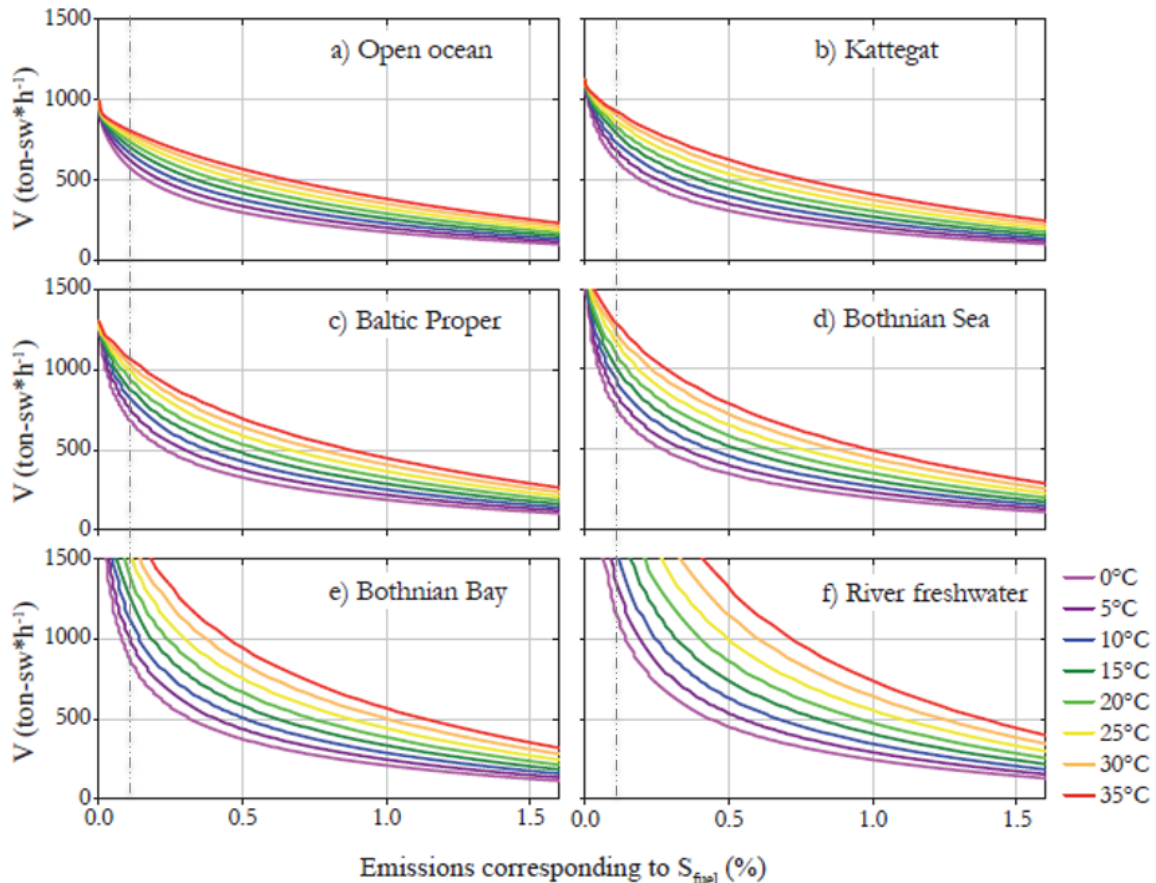 1500
1000
500
0
V (ton-sw*h⁻¹)
a) Open ocean
b) Kattegat
1500
1000
500
0
V (ton-sw*h⁻¹)
c) Baltic Proper
d) Bothnian Sea
1500
1000
500
0
V (ton-sw*h⁻¹)
e) Bothnian Bay
f) River freshwater
0.0 0.5 1.0 1.5
0.0 0.5 1.0 1.5
Emissions corresponding to S_fuel (%)
0°C
5°C
10°C
15°C
20°C
25°C
30°C
35°C